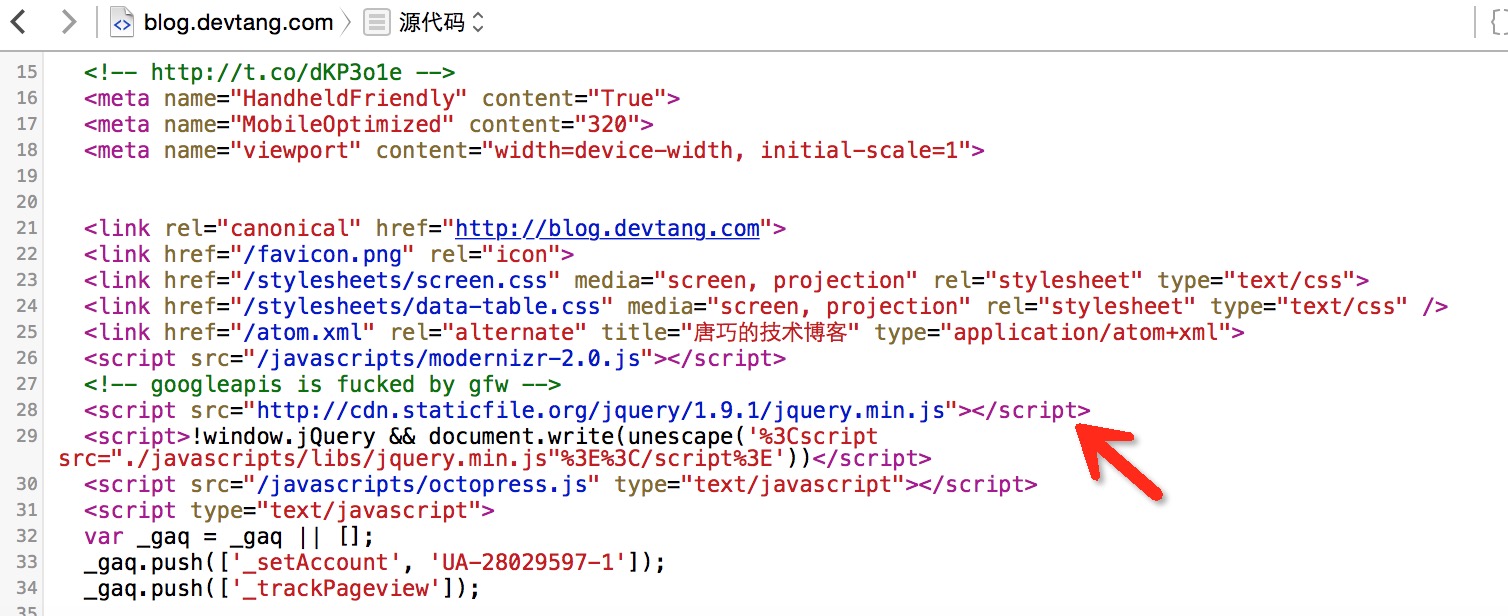 blog.devtang.com 源代码
15 <!-- http://t.co/dKP3o1e -->
16 <meta name="HandheldFriendly" content="True">
17 <meta name="MobileOptimized" content="320">
18 <meta name="viewport" content="width=device-width, initial-scale=1">
19
20
21 <link rel="canonical" href="http://blog.devtang.com">
22 <link href="/favicon.png" rel="icon">
23 <link href="/stylesheets/screen.css" media="screen, projection" rel="stylesheet" type="text/css">
24 <link href="/stylesheets/data-table.css" media="screen, projection" rel="stylesheet" type="text/css" />
25 <link href="/atom.xml" rel="alternate" title="唐巧的技术博客" type="application/atom+xml">
26 <script src="/javascripts/modernizr-2.0.js"></script>
27 <!-- googleapis is fucked by gfw -->
28 <script src="http://cdn.staticfile.org/jquery/1.9.1/jquery.min.js"></script>
29 <script>!window.jQuery && document.write(unescape('%3Cscript
src="./javascripts/libs/jquery.min.js"%3E%3C/script%3E'))</script>
30 <script src="/javascripts/octopress.js" type="text/javascript"></script>
31 <script type="text/javascript">
32 var _gaq = _gaq || [];
33 _gaq.push(['_setAccount', 'UA-28029597-1']);
34 _gaq.push(['_trackPageview']);
35